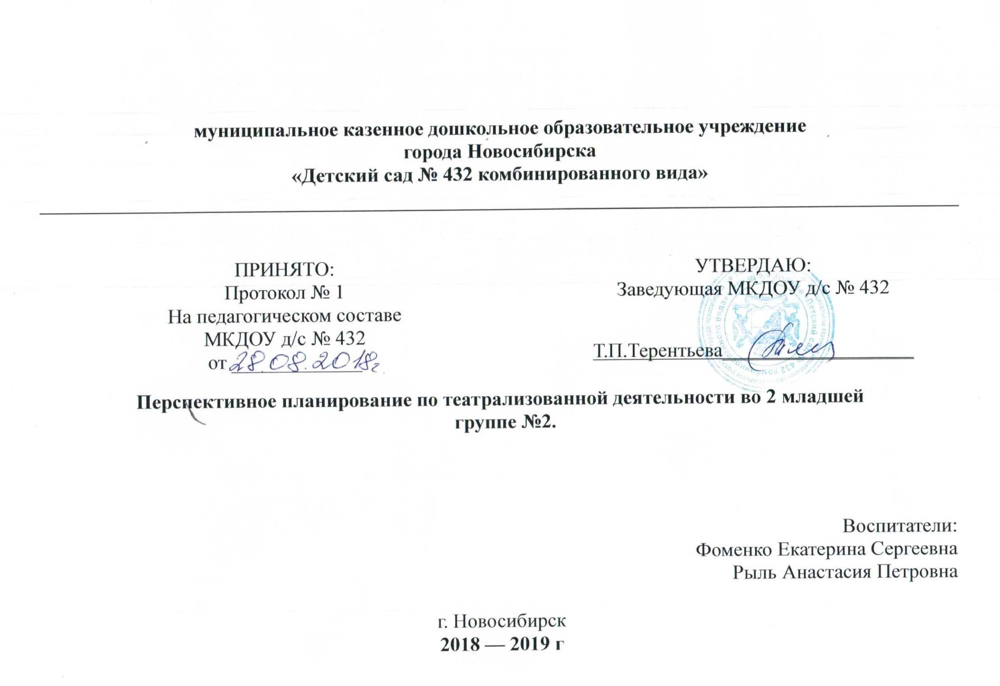 муниципальное казенное дошкольное образовательное учреждение
города Новосибирска
«Детский сад № 432 комбинированного вида»
ПРИНЯТО:
Протокол № 1
На педагогическом составе
МКДОУ д/с № 432
от 28.08.2018г.
УТВЕРДАЮ:
Заведующая МКДОУ д/с № 432
Т.П.Терентьева
Перспективное планирование по театрализованной деятельности во 2 младшей
группе №2.
Воспитатели:
Фоменко Екатерина Сергеевна
Рыль Анастасия Петровна
г. Новосибирск
2018 — 2019 г